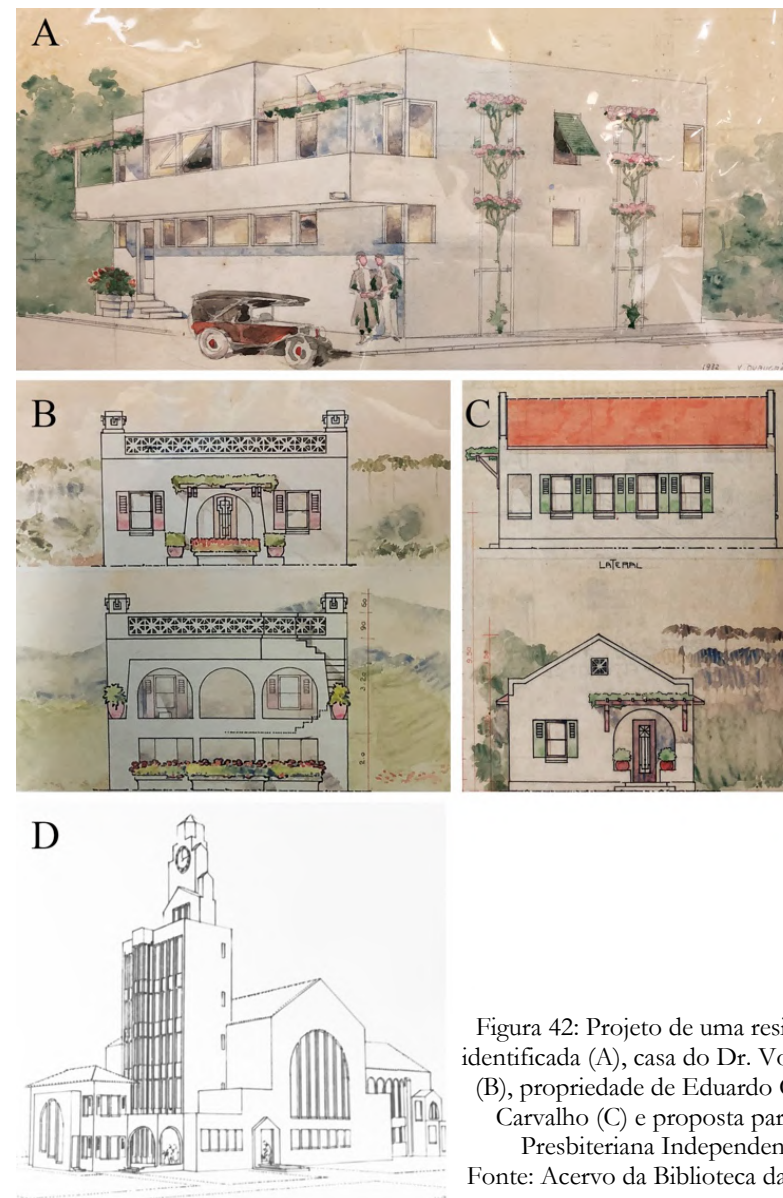 A
B
C
LATERAL
D
Figura 42: Projeto de uma resi
identificada (A), casa do Dr. Vo
(B), propriedade de Eduardo
Carvalho (C) e proposta par
Presbiteriana Independen
Fonte: Acervo da Biblioteca da